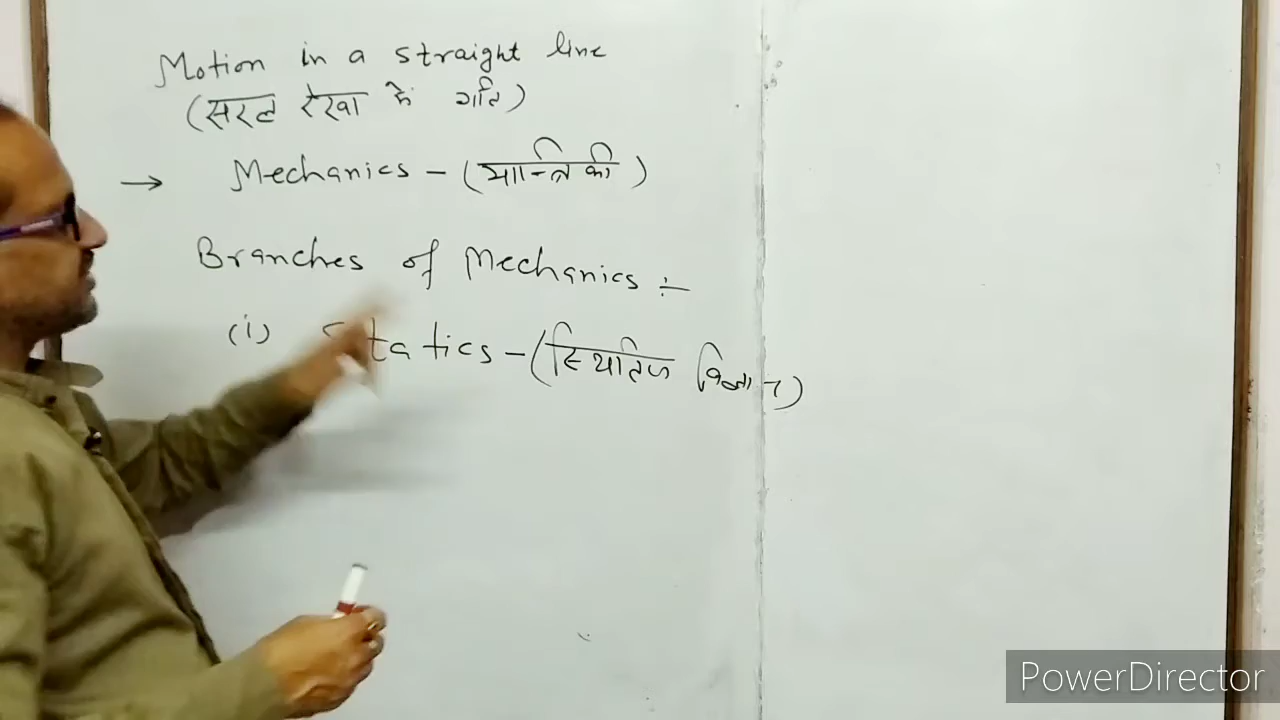 Motion in a straight line
(सरल रेखा में गति)
→ Mechanics - (यान्त्रिकी)
Branches of Mechanics :-
(i) Statics - (स्थितिज विज्ञान)
PowerDirector